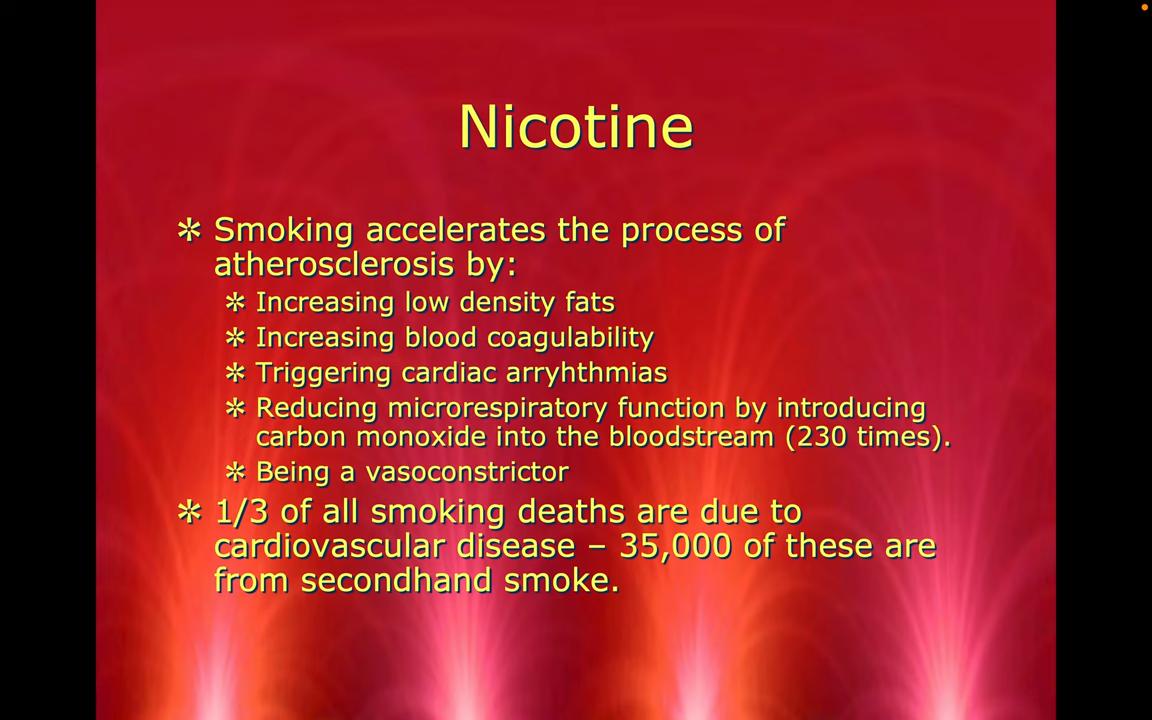 Nicotine
✲ Smoking accelerates the process of
atherosclerosis by:
✲ Increasing low density fats
✲ Increasing blood coagulability
✲ Triggering cardiac arryhthmias
✲ Reducing microrespiratory function by introducing
carbon monoxide into the bloodstream (230 times).
✲ Being a vasoconstrictor
✲ 1/3 of all smoking deaths are due to
cardiovascular disease – 35,000 of these are
from secondhand smoke.